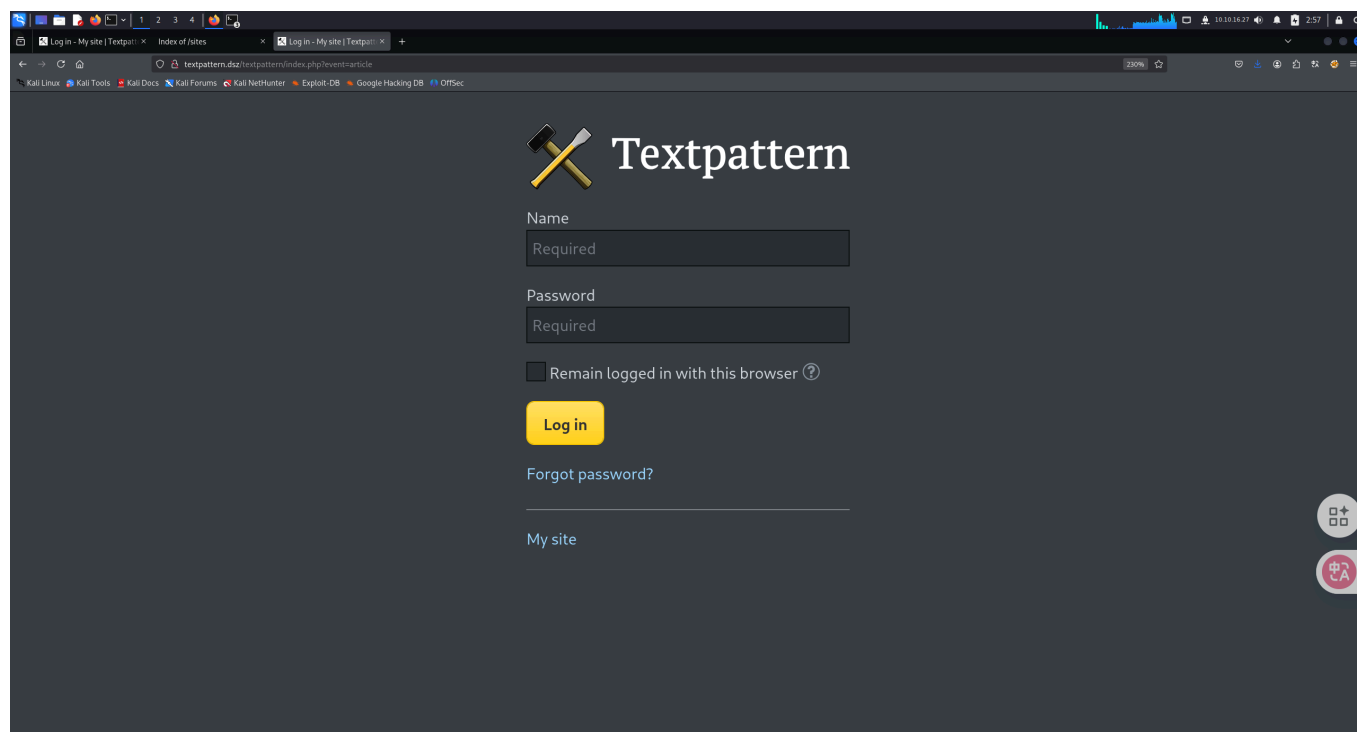 1 2 3 4 10.10.16.27 2:57
Log in - My site | Textpatt Index of /sites Log in - My site | Textpatt
textpattern.dsz/textpattern/index.php?event=article 230%
Kali Linux Kali Tools Kali Docs Kali Forums Kali NetHunter Exploit-DB Google Hacking DB OffSec
Textpattern
Name
Required
Password
Required
Remain logged in with this browser ?
Log in
Forgot password?
My site
中A